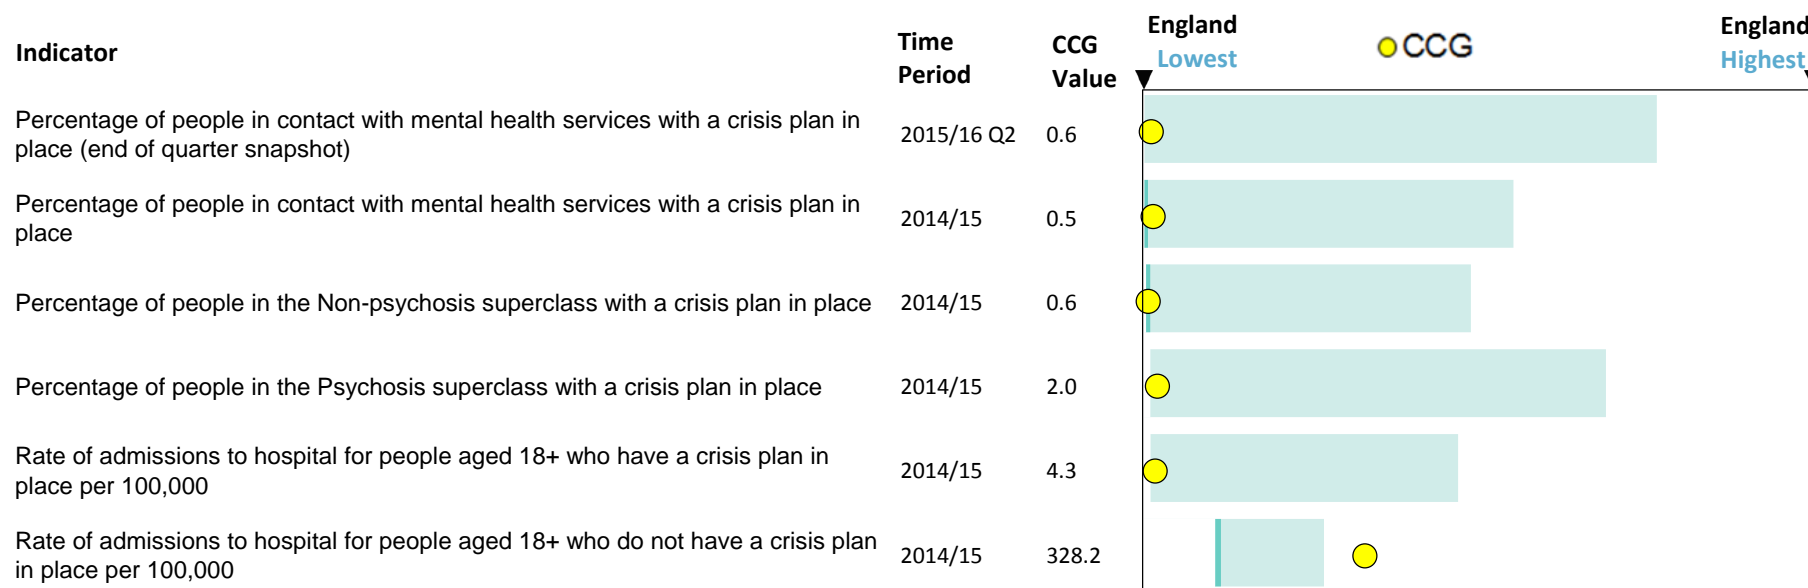 Indicator
Time
Period
CCG
Value
England
Lowest
CCG
England
Highest
Percentage of people in contact with mental health services with a crisis plan in
place (end of quarter snapshot)
2015/16 Q2
0.6
Percentage of people in contact with mental health services with a crisis plan in
place
2014/15
0.5
Percentage of people in the Non-psychosis superclass with a crisis plan in place
2014/15
0.6
Percentage of people in the Psychosis superclass with a crisis plan in place
2014/15
2.0
Rate of admissions to hospital for people aged 18+ who have a crisis plan in
place per 100,000
2014/15
4.3
Rate of admissions to hospital for people aged 18+ who do not have a crisis plan
in place per 100,000
2014/15
328.2